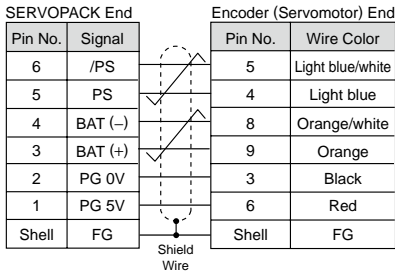 SERVOPACK End Encoder (Servomotor) End
Pin No. Signal Pin No. Wire Color
6 /PS 5 Light blue/white
5 PS 4 Light blue
4 BAT (−) 8 Orange/white
3 BAT (+) 9 Orange
2 PG 0V 3 Black
1 PG 5V 6 Red
Shell FG Shell FG
Shield
Wire